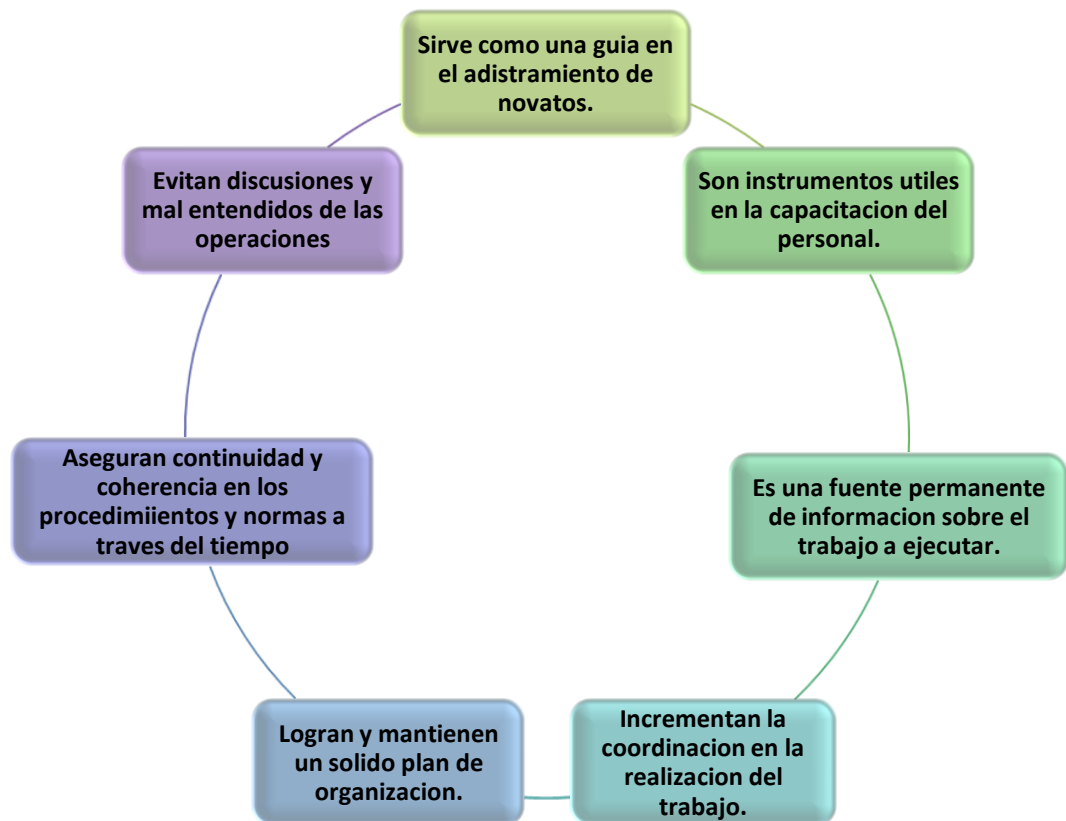 Sirve como una guia en
el adistramiento de
novatos.
Son instrumentos utiles
en la capacitacion del
personal.
Es una fuente permanente
de informacion sobre el
trabajo a ejecutar.
Incrementan la
coordinacion en la
realizacion del
trabajo.
Logran y mantienen
un solido plan de
organizacion.
Aseguran continuidad y
coherencia en los
procedimiientos y normas a
traves del tiempo
Evitan discusiones y
mal entendidos de las
operaciones